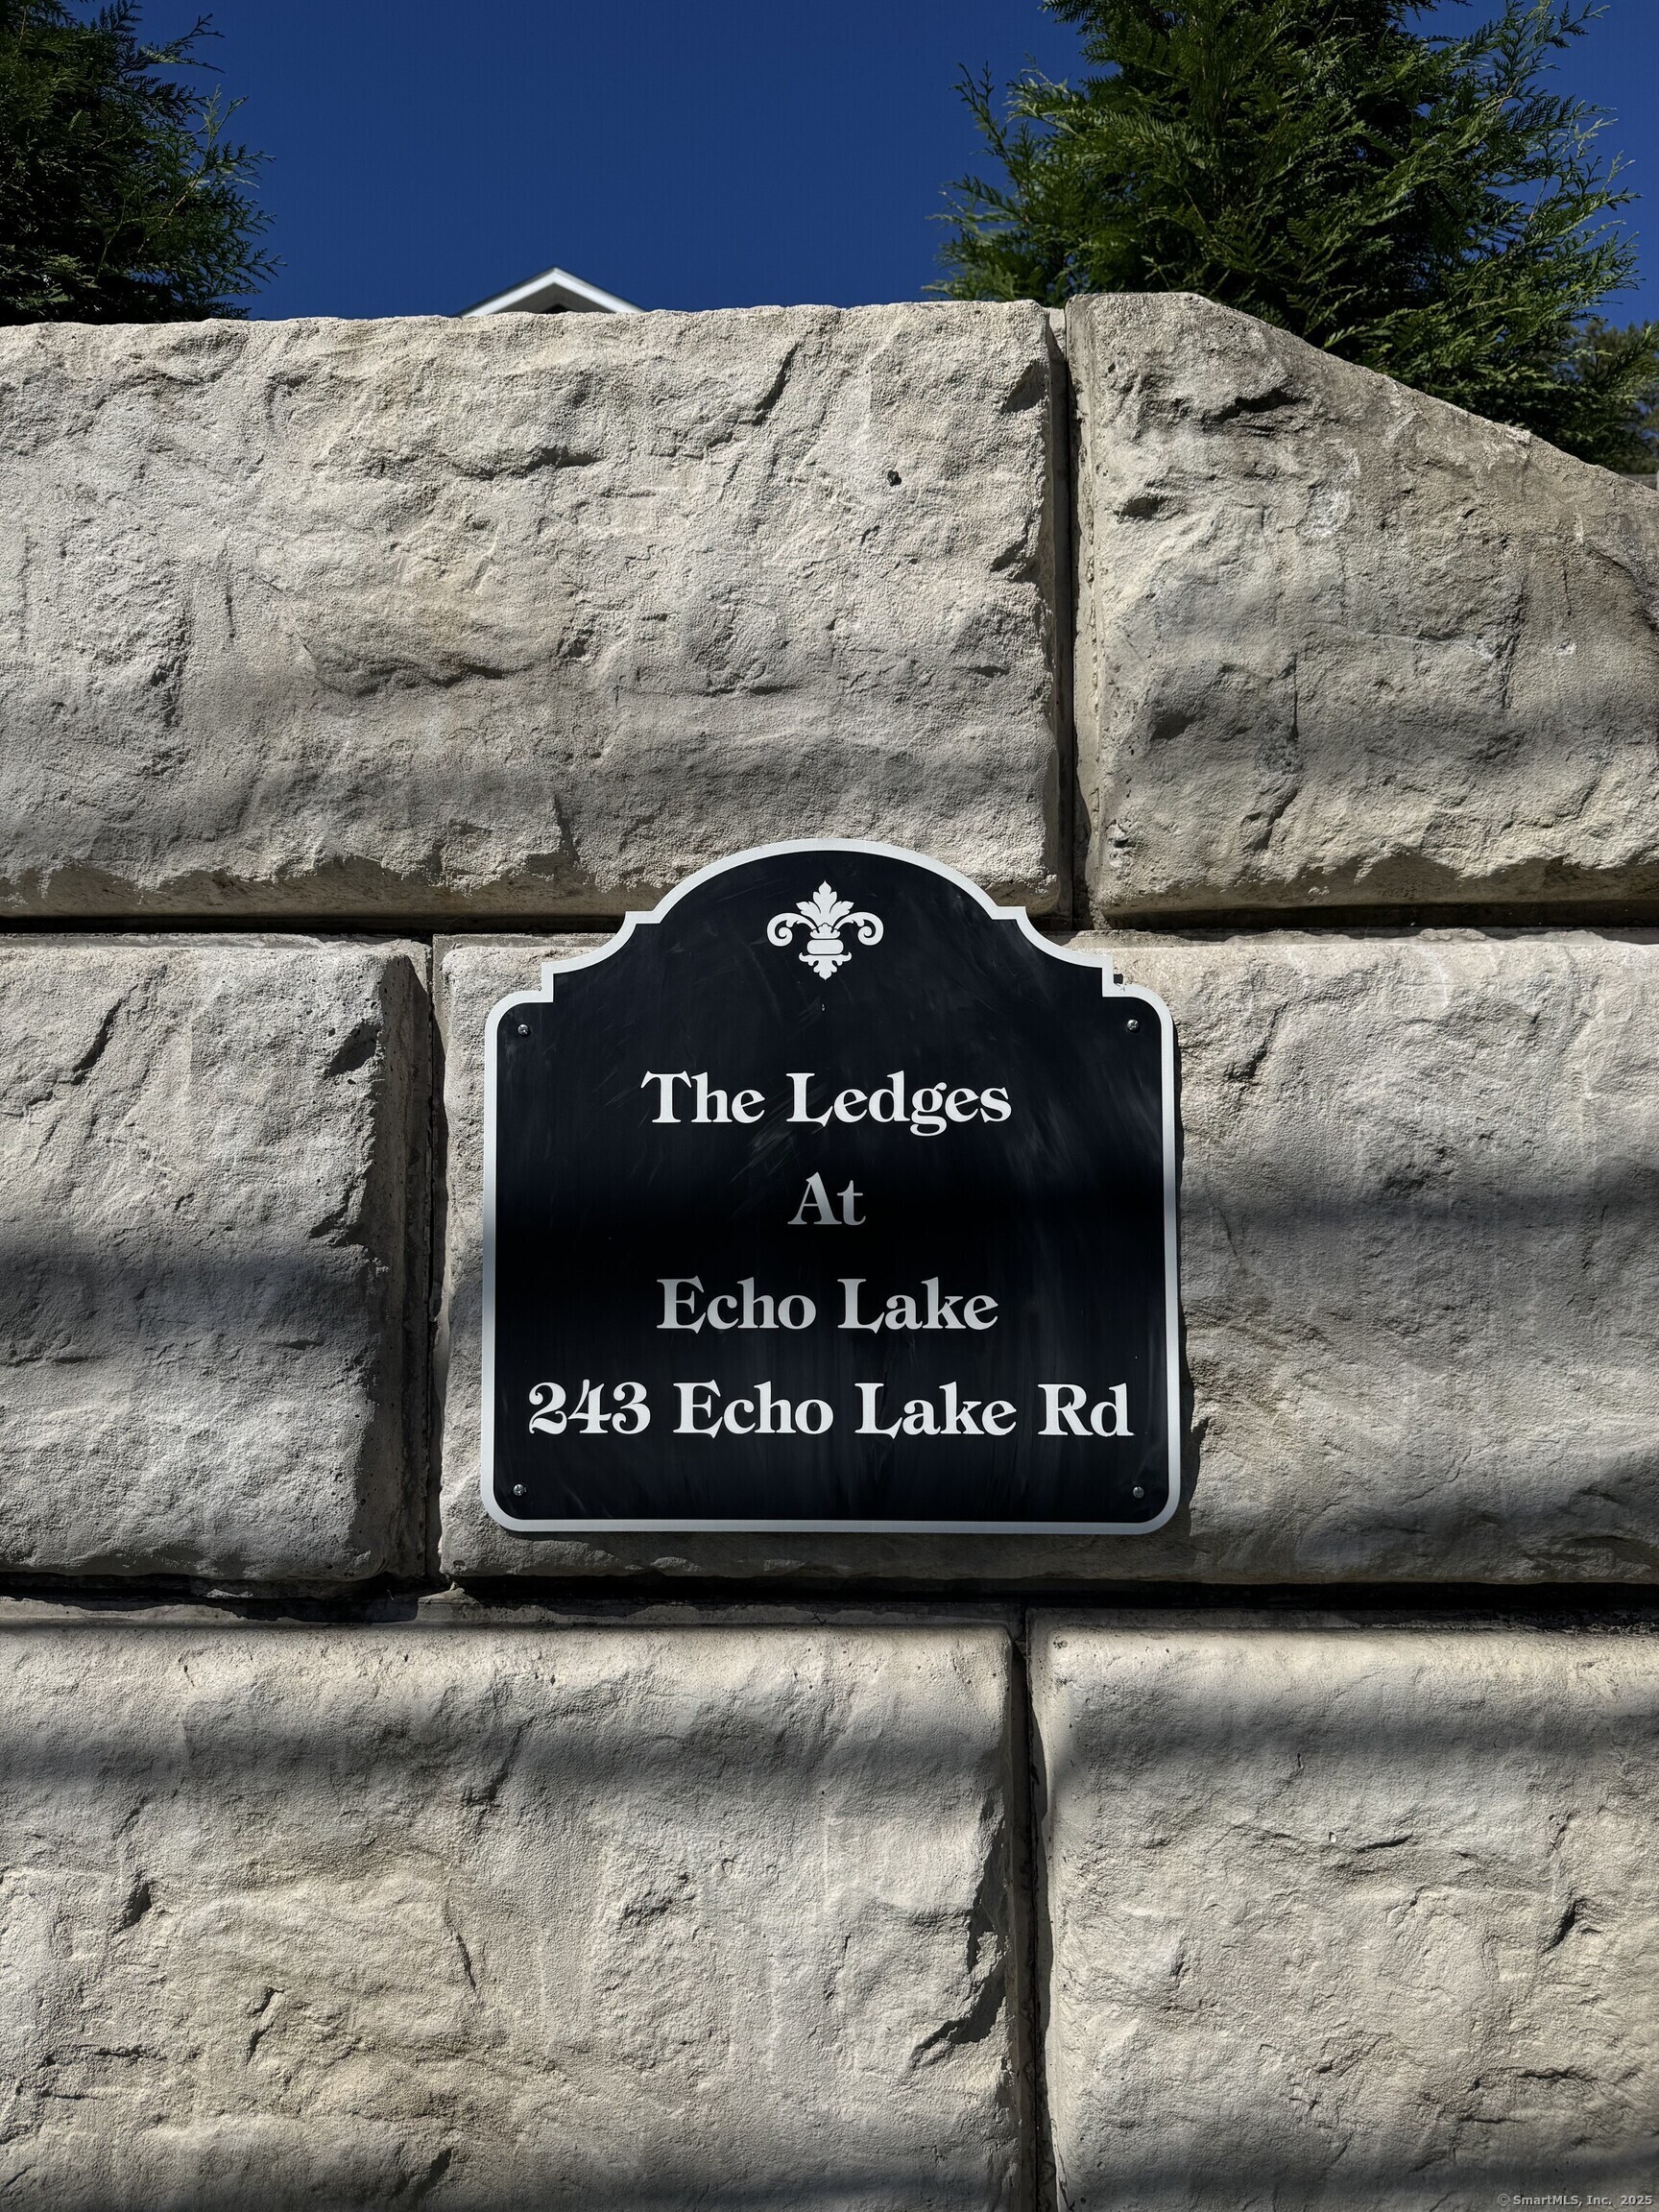 The Ledges
At
Echo Lake
243 Echo Lake Rd
© SmartMLS, Inc. 2025